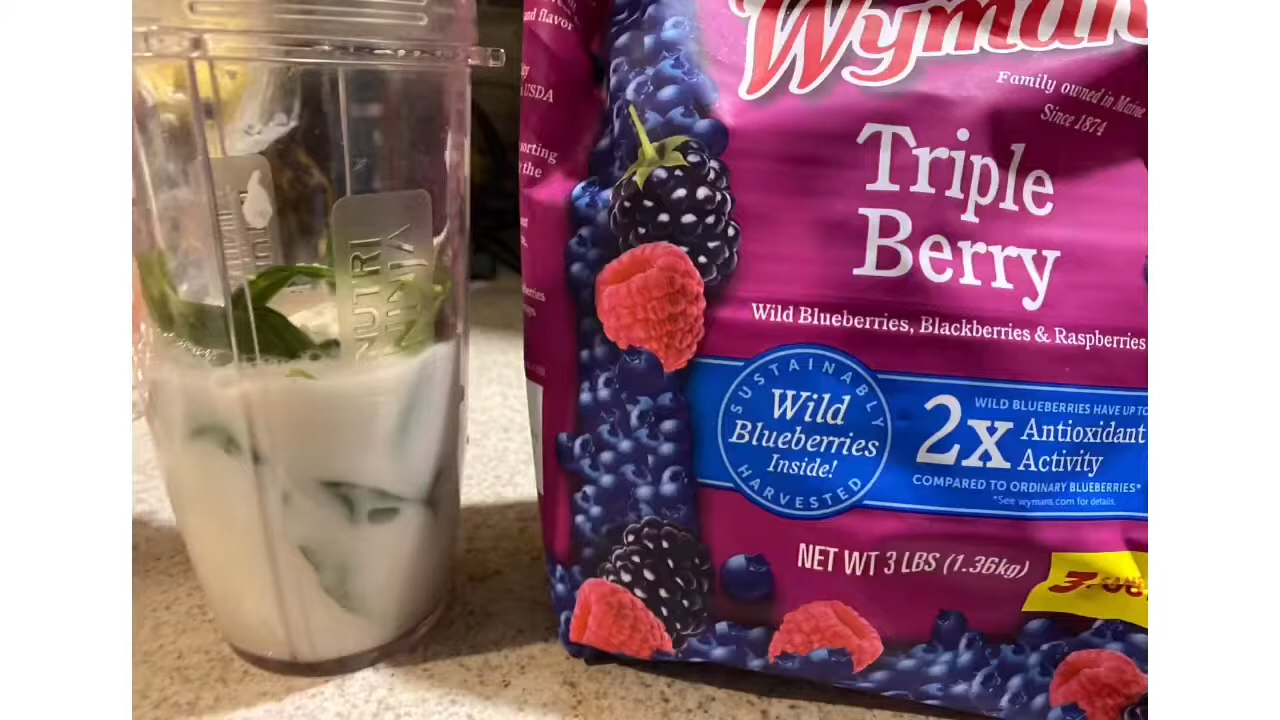 and flavor
USDA
sorting
the
NUTRI
NINJA
Wyman
Family owned in Maine
Since 1874
Triple
Berry
Wild Blueberries, Blackberries & Raspberries
SUSTAINABLY
Wild
Blueberries
Inside!
HARVESTED
WILD BLUEBERRIES HAVE UP TO
2x Antioxidant
Activity
COMPARED TO ORDINARY BLUEBERRIES*
*See wymans.com for details.
NET WT 3 LBS (1.36kg)